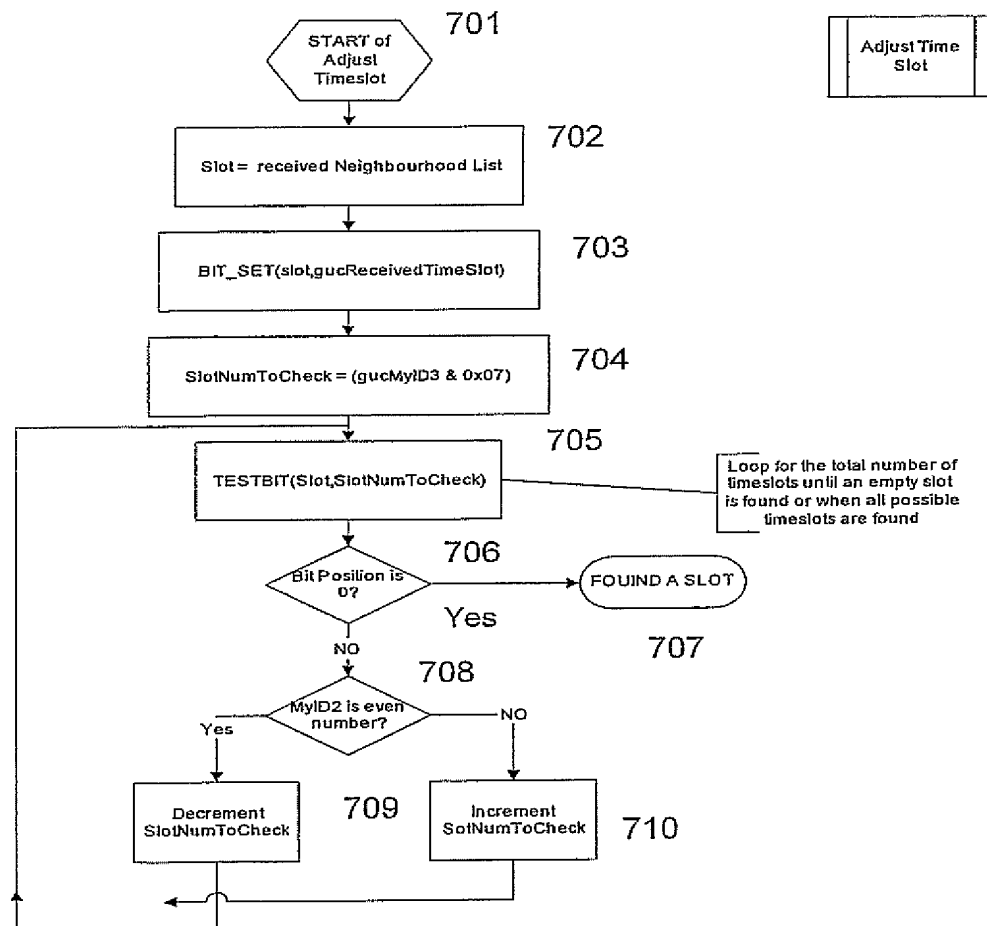 701
START of
Adjust
Timeslot
Adjust Time
Slot
702
Slot = received Neighbourhood List
703
BIT_SET(slot,gucReceivedTimeSlot)
704
SlotNumToCheck = (gucMyID3 & 0x07)
705
TESTBIT(Slot,SlotNumToCheck)
Loop for the total number of
timeslots until an empty slot
is found or when all possible
timeslots are found
706
Bit Position is
0?
Yes
FOUIND A SLOT
707
NO
708
MyID2 is even
number?
Yes
NO
Decrement
SlotNumToCheck
709
Increment
SotNumToCheck
710